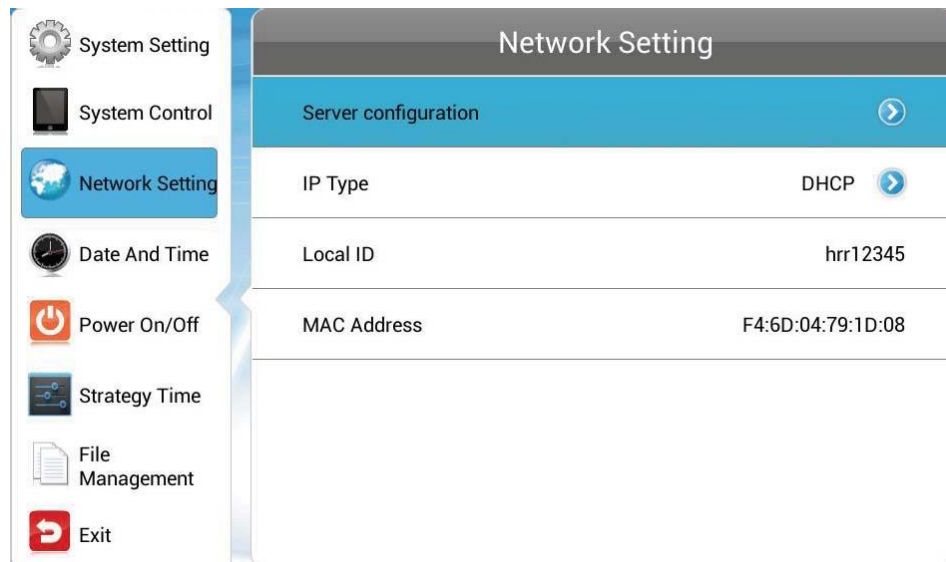 System Setting
System Control
Network Setting
Date And Time
Power On/Off
Strategy Time
File
Management
Exit
Network Setting
Server configuration
IP Type DHCP
Local ID hrr12345
MAC Address F4:6D:04:79:1D:08